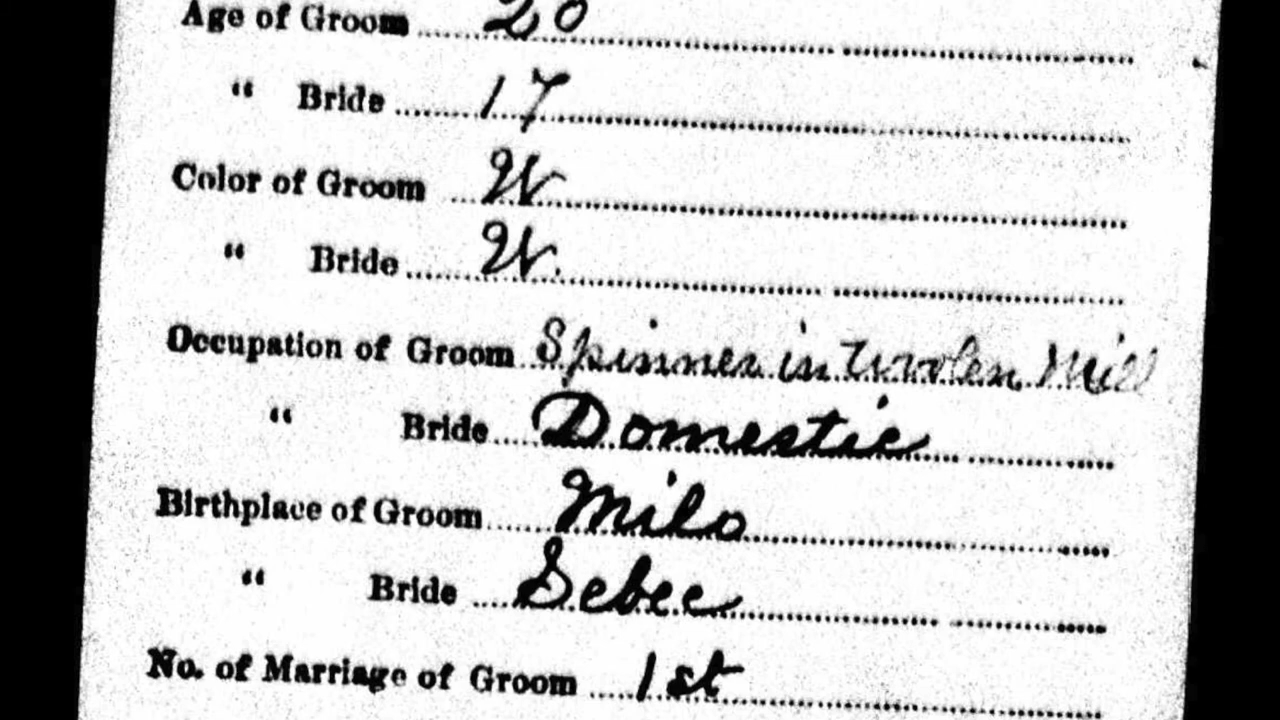 Age of Groom 20
" Bride 17
Color of Groom W
" Bride W.
Occupation of Groom Spinner in Woolen Mill
" Bride Domestic
Birthplace of Groom Milo
" Bride Sebec
No. of Marriage of Groom 1st